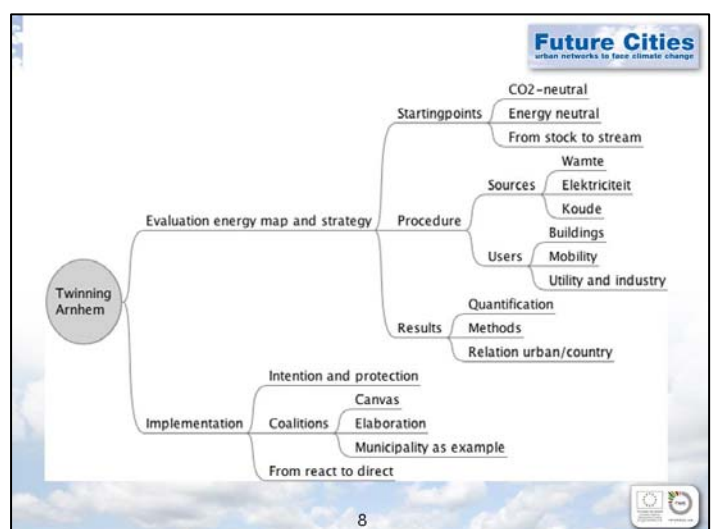 Future Cities
urban networks to face climate change
CO2-neutral
Startingpoints
Energy neutral
From stock to stream
Wamte
Sources
Elektriciteit
Koude
Evaluation energy map and strategy
Procedure
Buildings
Users
Mobility
Utility and industry
Twinning
Arnhem
Quantification
Results
Methods
Relation urban/country
Intention and protection
Canvas
Implementation
Coalitions
Elaboration
Municipality as example
From react to direct
8